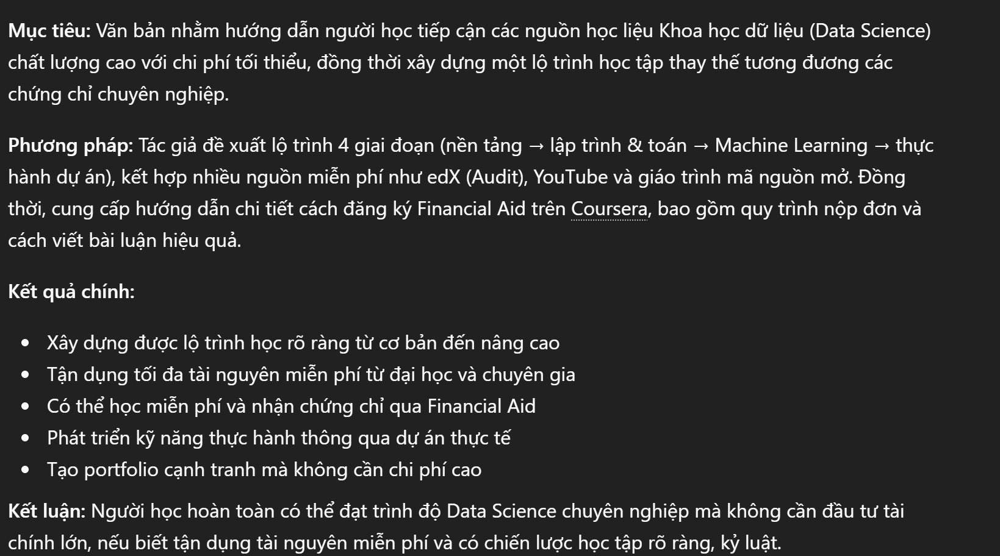 Mục tiêu: Văn bản nhằm hướng dẫn người học tiếp cận các nguồn học liệu Khoa học dữ liệu (Data Science)
chất lượng cao với chi phí tối thiểu, đồng thời xây dựng một lộ trình học tập thay thế tương đương các
chứng chỉ chuyên nghiệp.
Phương pháp: Tác giả đề xuất lộ trình 4 giai đoạn (nền tảng → lập trình & toán → Machine Learning → thực
hành dự án), kết hợp nhiều nguồn miễn phí như edX (Audit), YouTube và giáo trình mã nguồn mở. Đồng
thời, cung cấp hướng dẫn chi tiết cách đăng ký Financial Aid trên Coursera, bao gồm quy trình nộp đơn và
cách viết bài luận hiệu quả.
Kết quả chính:
• Xây dựng được lộ trình học rõ ràng từ cơ bản đến nâng cao
• Tận dụng tối đa tài nguyên miễn phí từ đại học và chuyên gia
• Có thể học miễn phí và nhận chứng chỉ qua Financial Aid
• Phát triển kỹ năng thực hành thông qua dự án thực tế
• Tạo portfolio cạnh tranh mà không cần chi phí cao
Kết luận: Người học hoàn toàn có thể đạt trình độ Data Science chuyên nghiệp mà không cần đầu tư tài
chính lớn, nếu biết tận dụng tài nguyên miễn phí và có chiến lược học tập rõ ràng, kỷ luật.